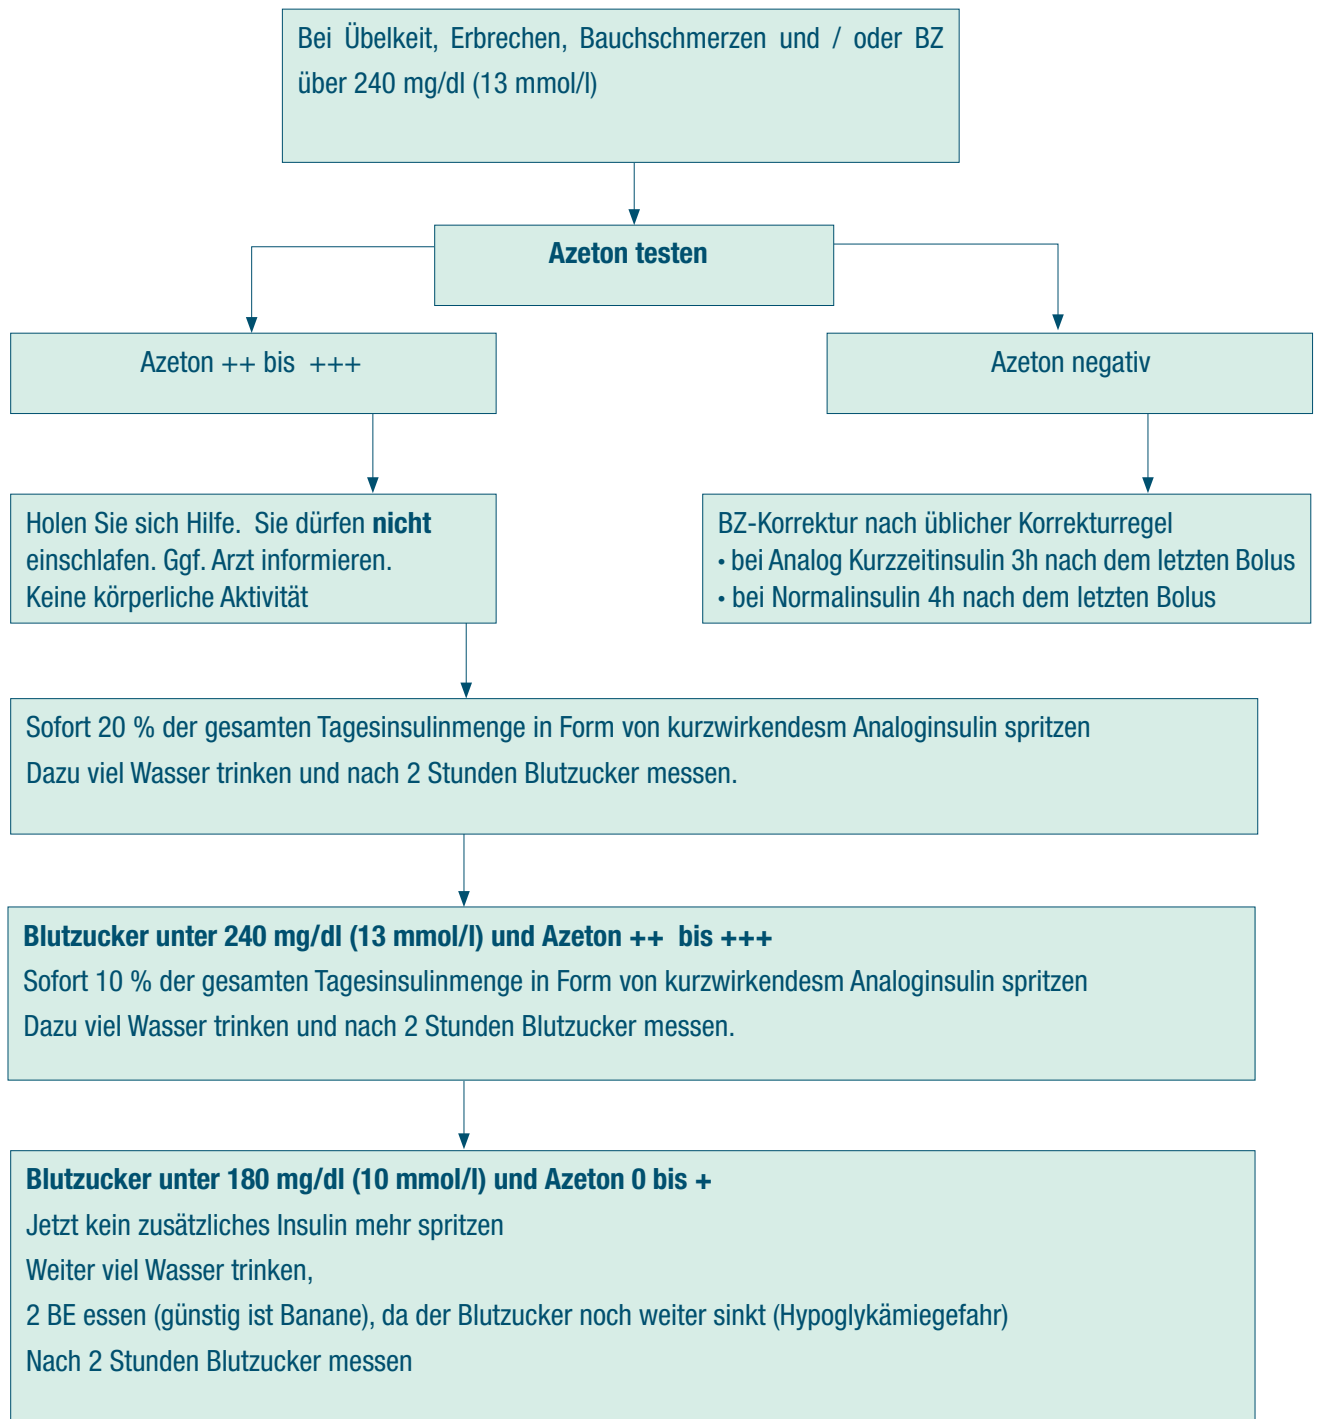 Bei Übelkeit, Erbrechen, Bauchschmerzen und / oder BZ
über 240 mg/dl (13 mmol/l)
Azeton testen
Azeton ++ bis +++
Azeton negativ
Holen Sie sich Hilfe. Sie dürfen nicht
einschlafen. Ggf. Arzt informieren.
Keine körperliche Aktivität
BZ-Korrektur nach üblicher Korrekturregel
• bei Analog Kurzzeitinsulin 3h nach dem letzten Bolus
• bei Normalinsulin 4h nach dem letzten Bolus
Sofort 20 % der gesamten Tagesinsulinmenge in Form von kurzwirkendesm Analoginsulin spritzen
Dazu viel Wasser trinken und nach 2 Stunden Blutzucker messen.
Blutzucker unter 240 mg/dl (13 mmol/l) und Azeton ++ bis +++
Sofort 10 % der gesamten Tagesinsulinmenge in Form von kurzwirkendesm Analoginsulin spritzen
Dazu viel Wasser trinken und nach 2 Stunden Blutzucker messen.
Blutzucker unter 180 mg/dl (10 mmol/l) und Azeton 0 bis +
Jetzt kein zusätzliches Insulin mehr spritzen
Weiter viel Wasser trinken,
2 BE essen (günstig ist Banane), da der Blutzucker noch weiter sinkt (Hypoglykämiegefahr)
Nach 2 Stunden Blutzucker messen